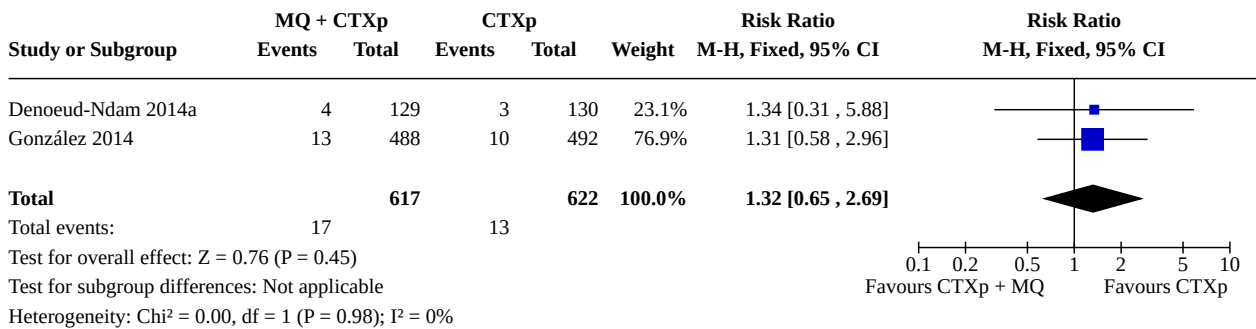 MQ + CTXp CTXp Risk Ratio Risk Ratio
Study or Subgroup Events Total Events Total Weight M-H, Fixed, 95% CI M-H, Fixed, 95% CI
Denoeud-Ndam 2014a 4 129 3 130 23.1% 1.34 [0.31 , 5.88]
González 2014 13 488 10 492 76.9% 1.31 [0.58 , 2.96]
Total 617 622 100.0% 1.32 [0.65 , 2.69]
Total events: 17 13
Test for overall effect: Z = 0.76 (P = 0.45)
Test for subgroup differences: Not applicable
Heterogeneity: Chi² = 0.00, df = 1 (P = 0.98); I² = 0%
0.1 0.2 0.5 1 2 5 10
Favours CTXp + MQ Favours CTXp